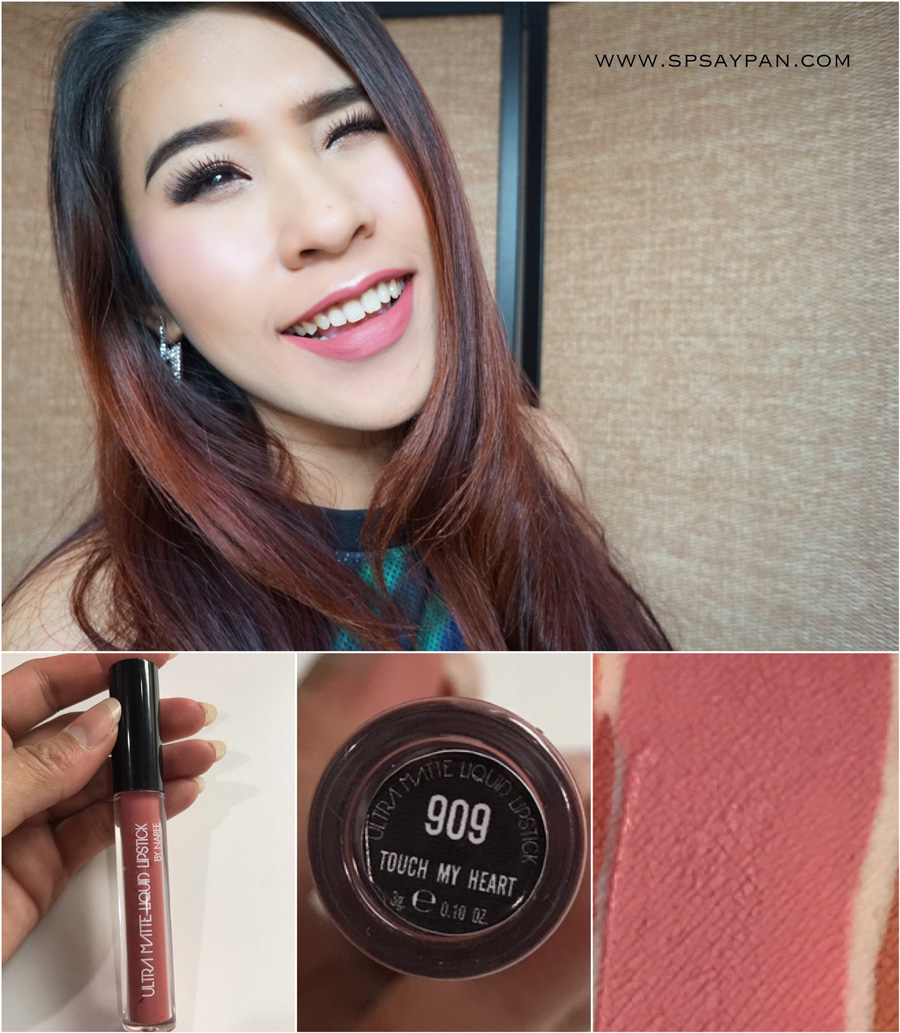 WWW.SPSAYPAN.COM
ULTRA MATTE LIQUID LIPSTICK
BY NAREE
ULTRA MATTE LIQUID LIPSTICK
909
TOUCH MY HEART
3g. ℮ 0.10 OZ.